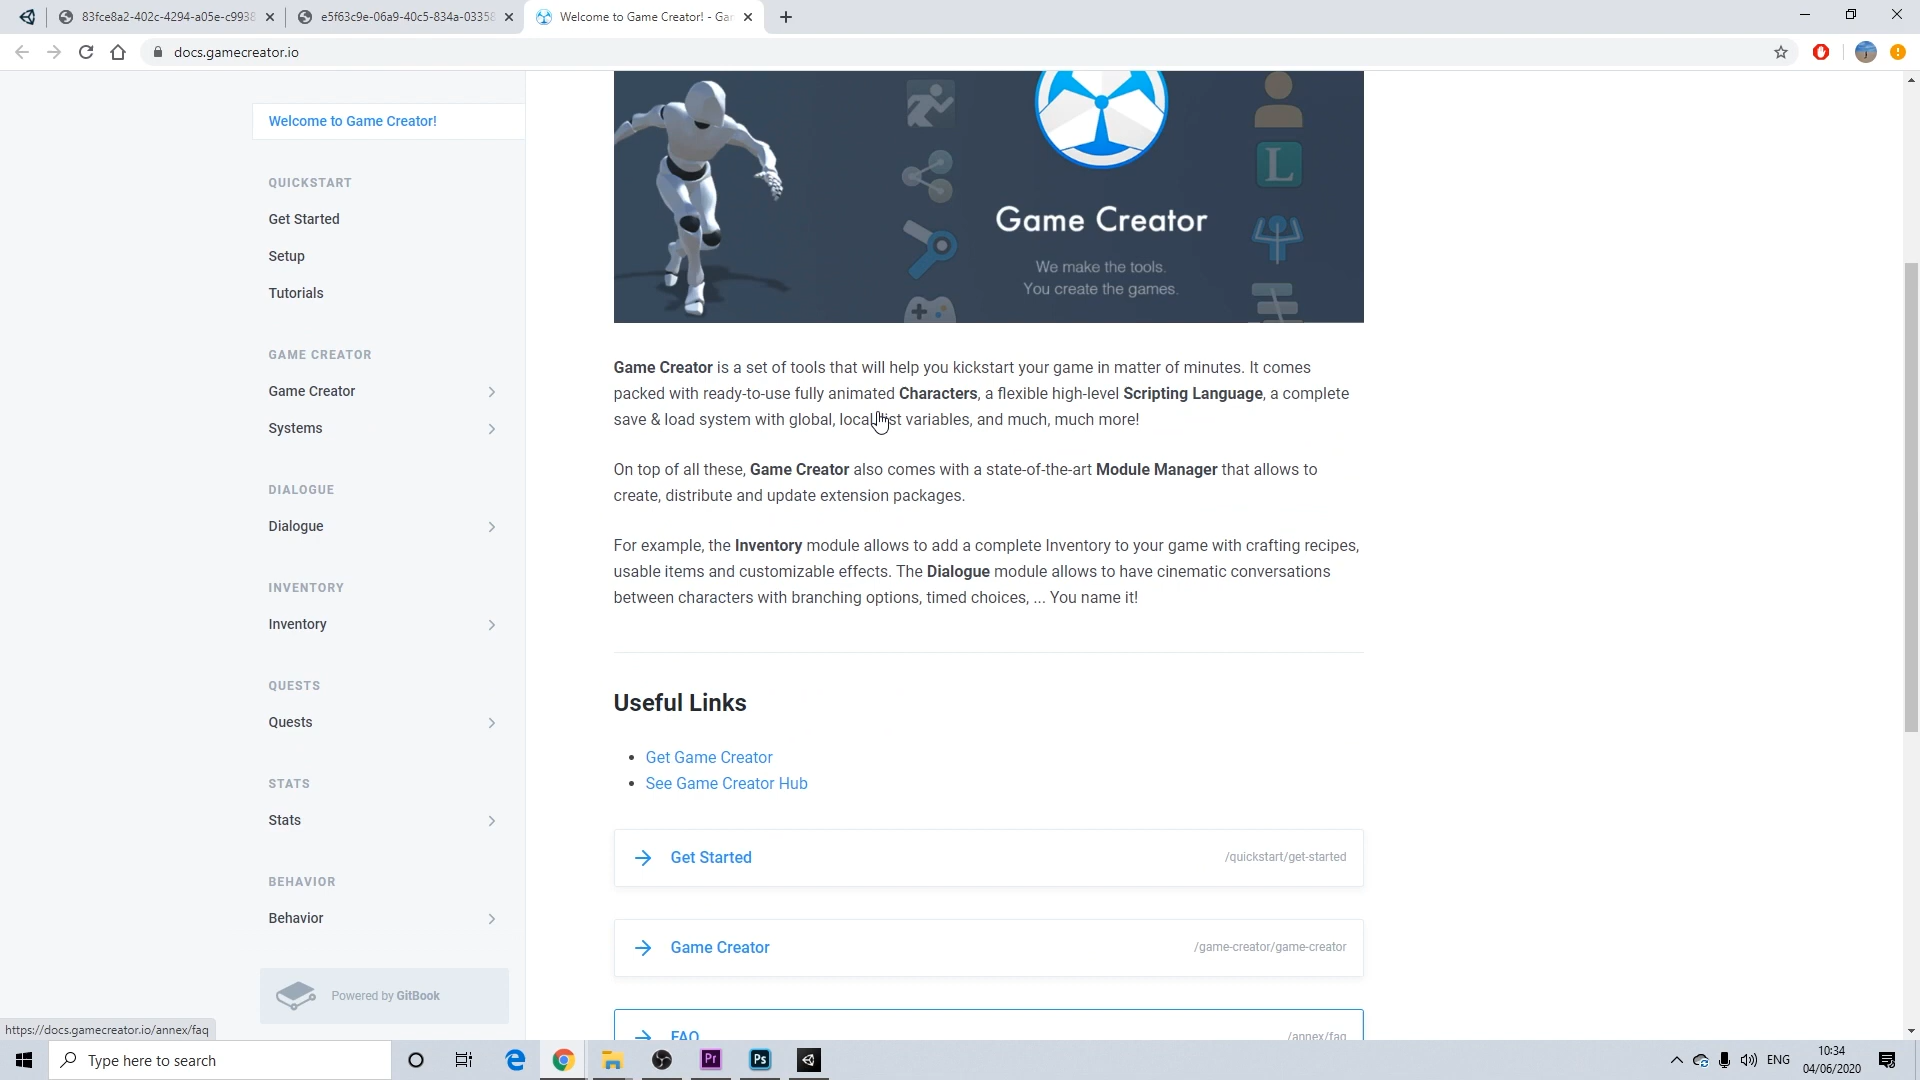 83fce8a2-402c-4294-a05e-c9938
e5f63c9e-06a9-40c5-834a-03358
Welcome to Game Creator! - Gar
docs.gamecreator.io
Welcome to Game Creator!
QUICKSTART
Get Started
Setup
Tutorials
GAME CREATOR
Game Creator
Systems
DIALOGUE
Dialogue
INVENTORY
Inventory
QUESTS
Quests
STATS
Stats
BEHAVIOR
Behavior
Powered by GitBook
https://docs.gamecreator.io/annex/faq
L
Game Creator
We make the tools.
You create the games.
Game Creator is a set of tools that will help you kickstart your game in matter of minutes. It comes
packed with ready-to-use fully animated Characters, a flexible high-level Scripting Language, a complete
save & load system with global, local list variables, and much, much more!
On top of all these, Game Creator also comes with a state-of-the-art Module Manager that allows to
create, distribute and update extension packages.
For example, the Inventory module allows to add a complete Inventory to your game with crafting recipes,
usable items and customizable effects. The Dialogue module allows to have cinematic conversations
between characters with branching options, timed choices, ... You name it!
Useful Links
Get Game Creator
See Game Creator Hub
Get Started /quickstart/get-started
Game Creator /game-creator/game-creator
FAQ /annex/faq
Type here to search
Pr
Ps
ENG
10:34
04/06/2020